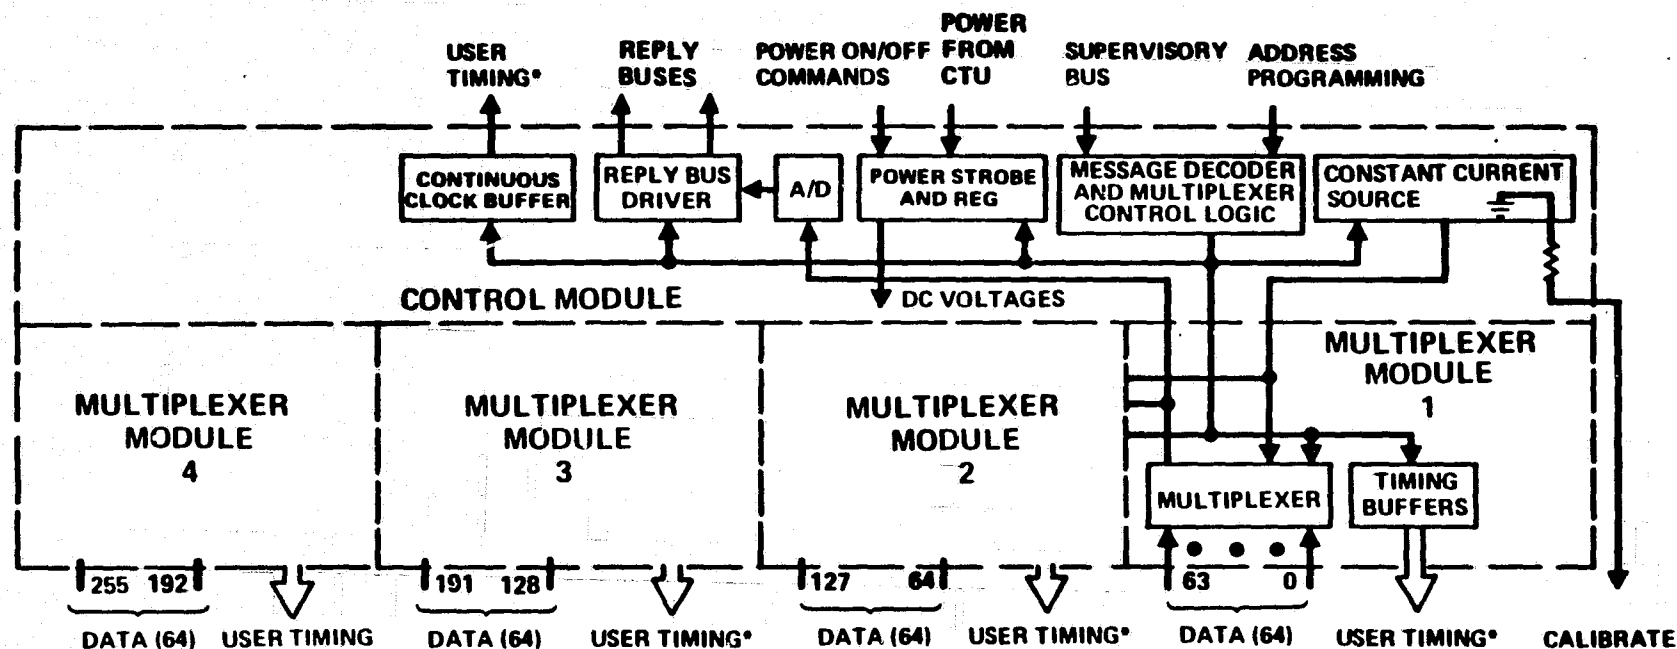 USER
TIMING*
REPLY
BUSES
POWER ON/OFF
COMMANDS
POWER
FROM
CTU
SUPERVISORY
BUS
ADDRESS
PROGRAMMING
CONTINUOUS
CLOCK BUFFER
REPLY BUS
DRIVER
A/D
POWER STROBE
AND REG
MESSAGE DECODER
AND MULTIPLEXER
CONTROL LOGIC
CONSTANT CURRENT
SOURCE
CONTROL MODULE
DC VOLTAGES
MULTIPLEXER
MODULE
4
MULTIPLEXER
MODULE
3
MULTIPLEXER
MODULE
2
MULTIPLEXER
MODULE
1
MULTIPLEXER
TIMING
BUFFERS
255 192
191 128
127 64
63 0
DATA (64)
USER TIMING
DATA (64)
USER TIMING*
DATA (64)
USER TIMING*
DATA (64)
USER TIMING*
CALIBRATE